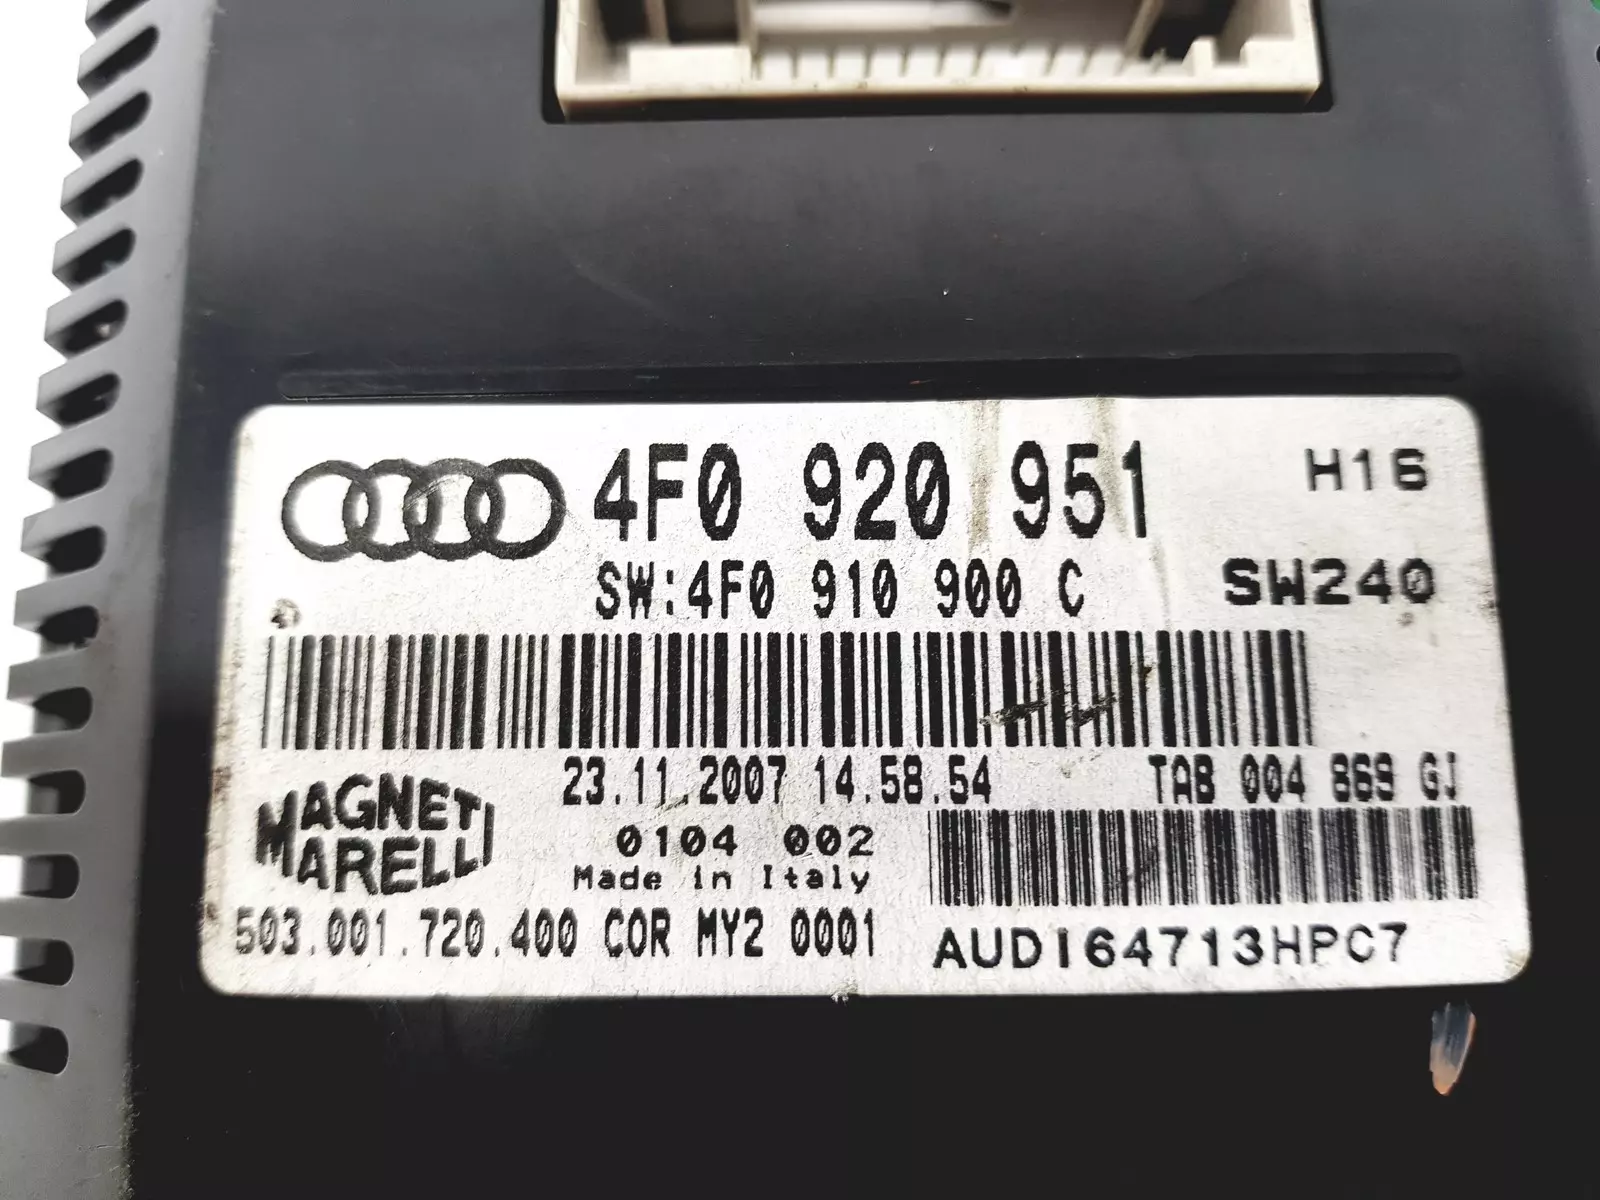 4F0 920 951 H16
SW:4F0 910 900 C SW240
23.11.2007 14.58.54 TAB 004 869 GJ
MAGNETI
MARELLI
0104 002
Made in Italy
503.001.720.400 COR MY2 0001
AUDI64713HPC7